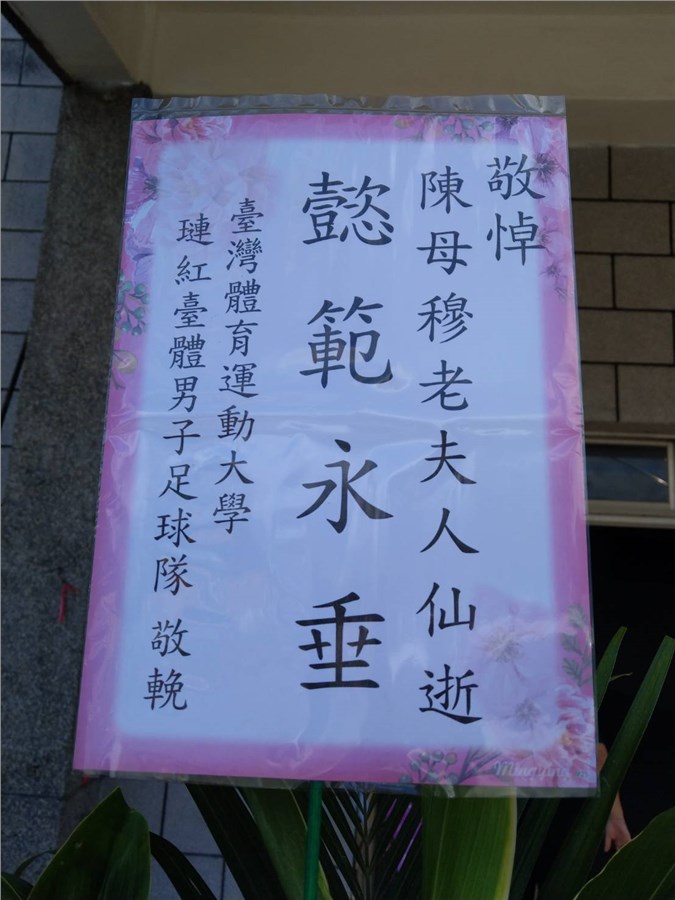 敬悼
陳母穆老夫人仙逝
懿範永垂
臺灣體育運動大學
璉紅臺體男子足球隊 敬輓